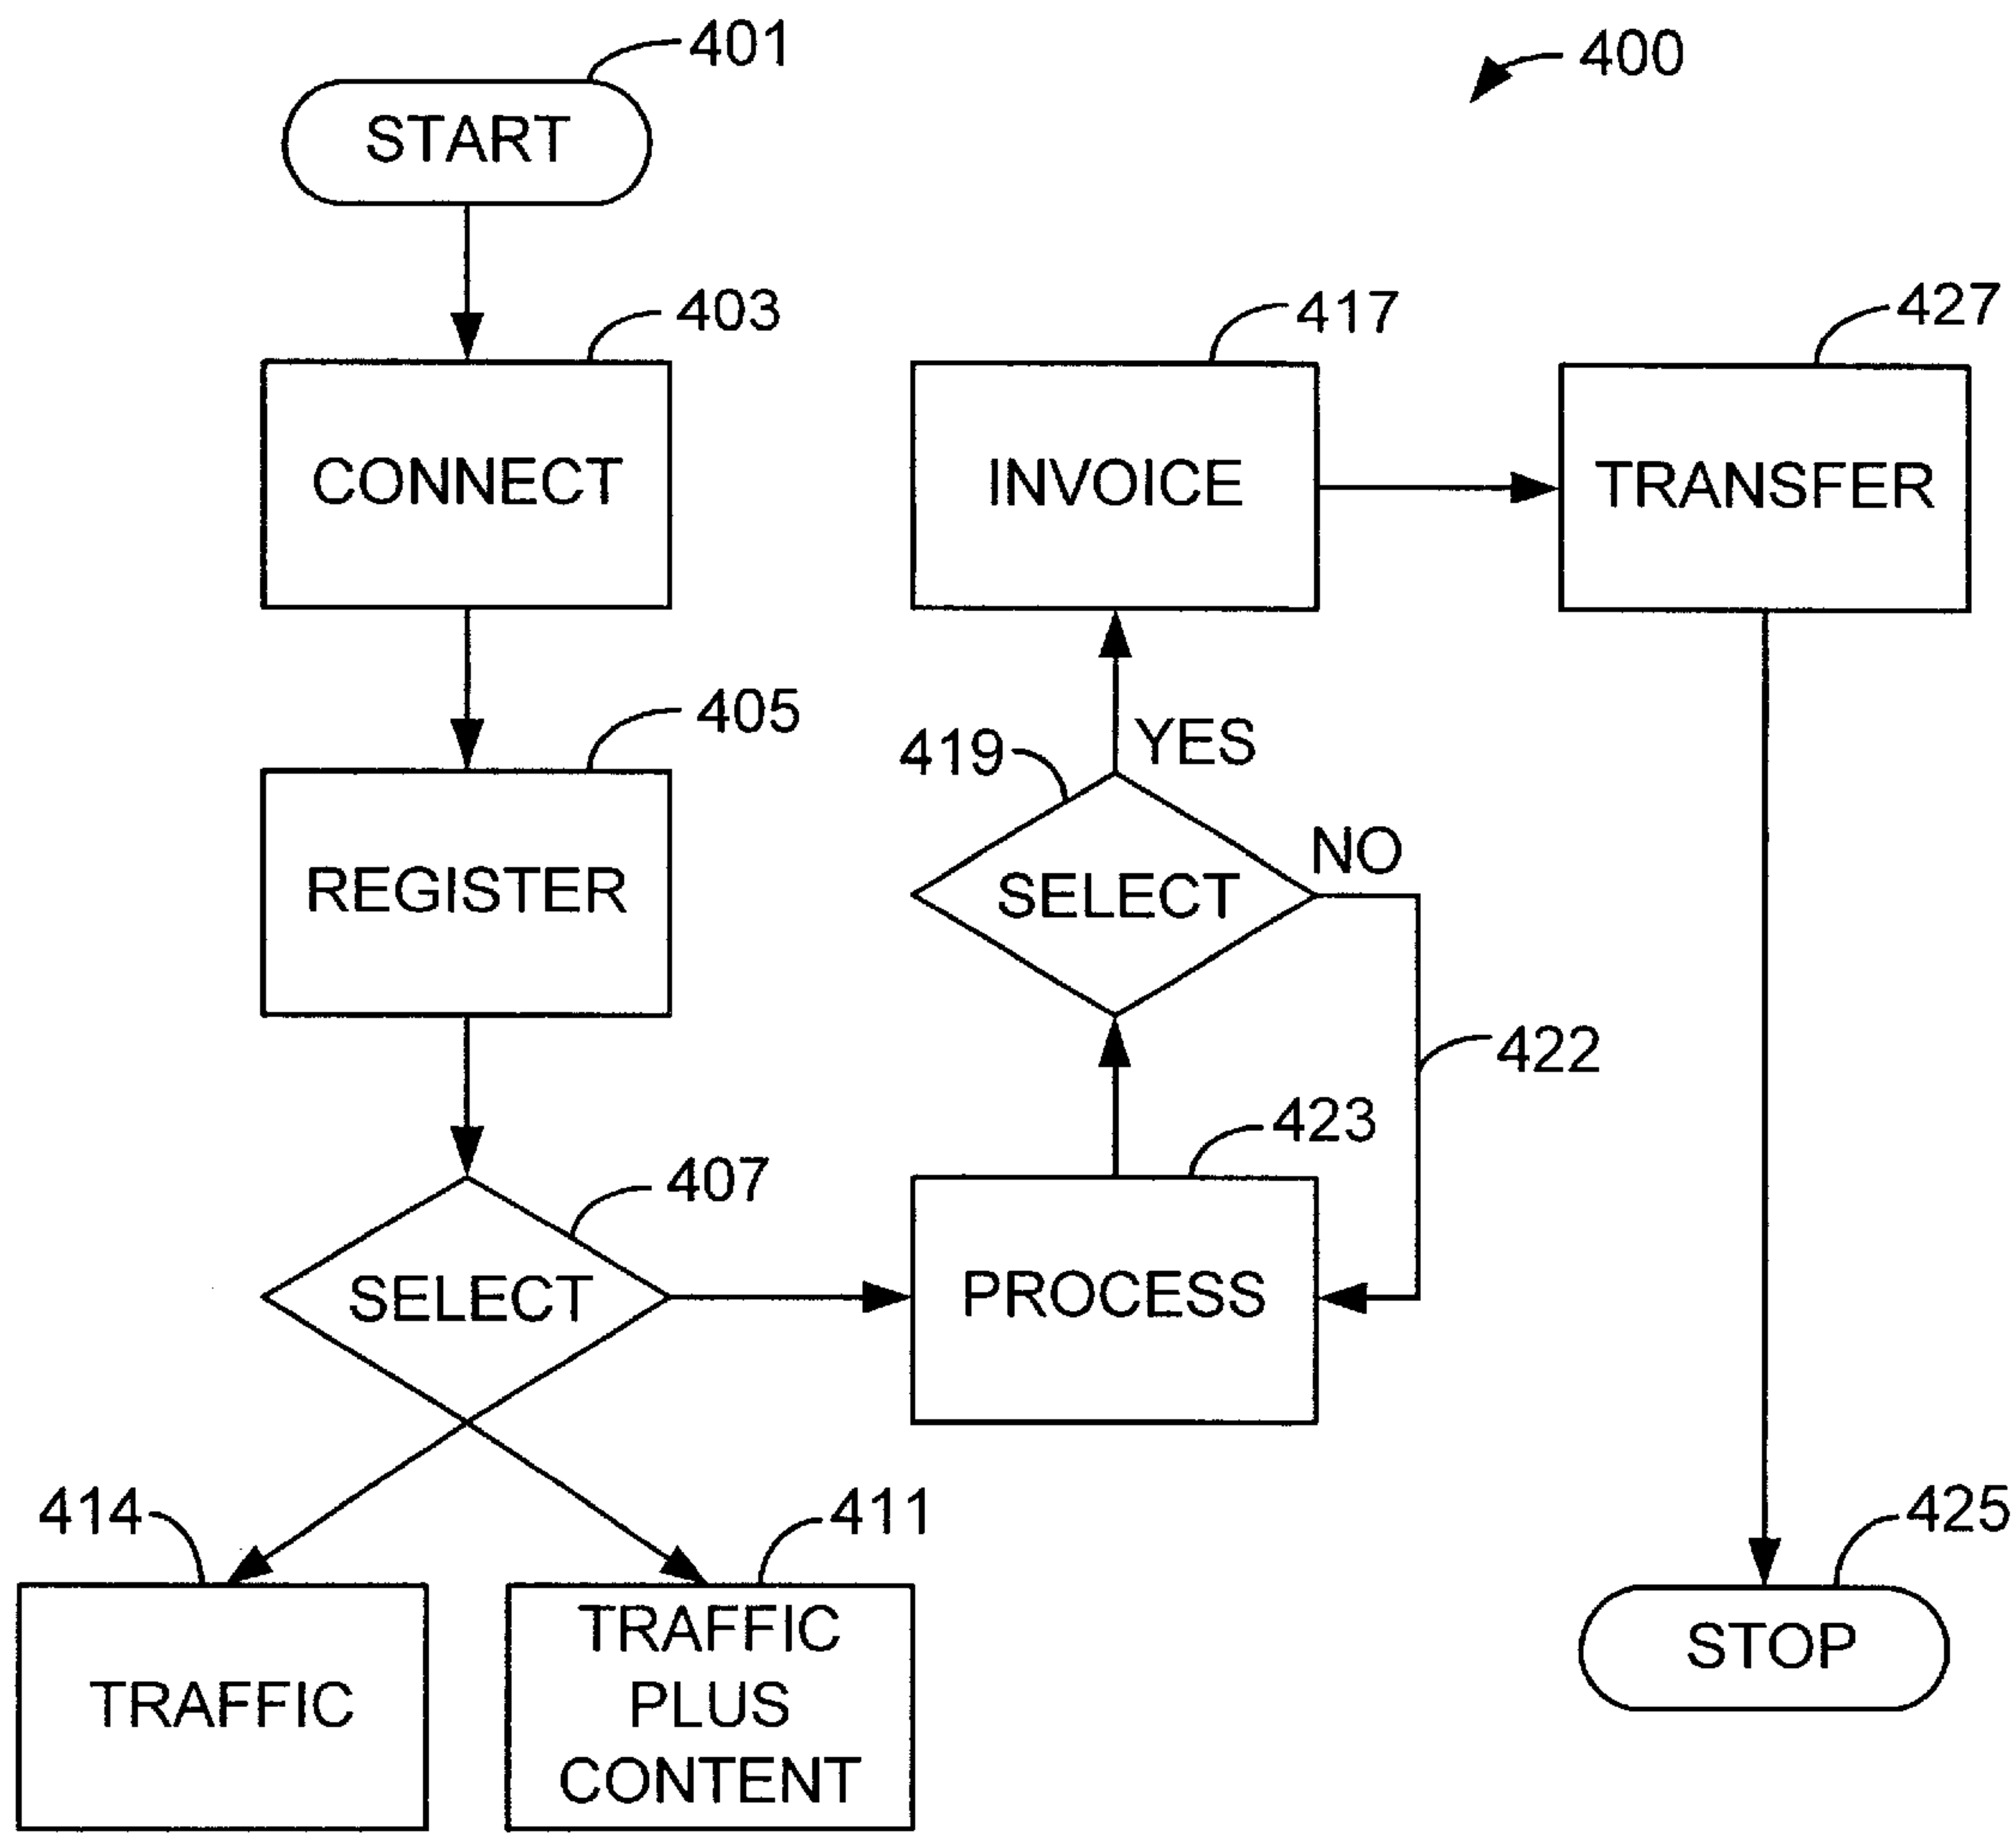 401
START
400
403
CONNECT
405
REGISTER
407
SELECT
414
TRAFFIC
411
TRAFFIC
PLUS
CONTENT
417
INVOICE
427
TRANSFER
419
YES
SELECT
NO
422
423
PROCESS
425
STOP